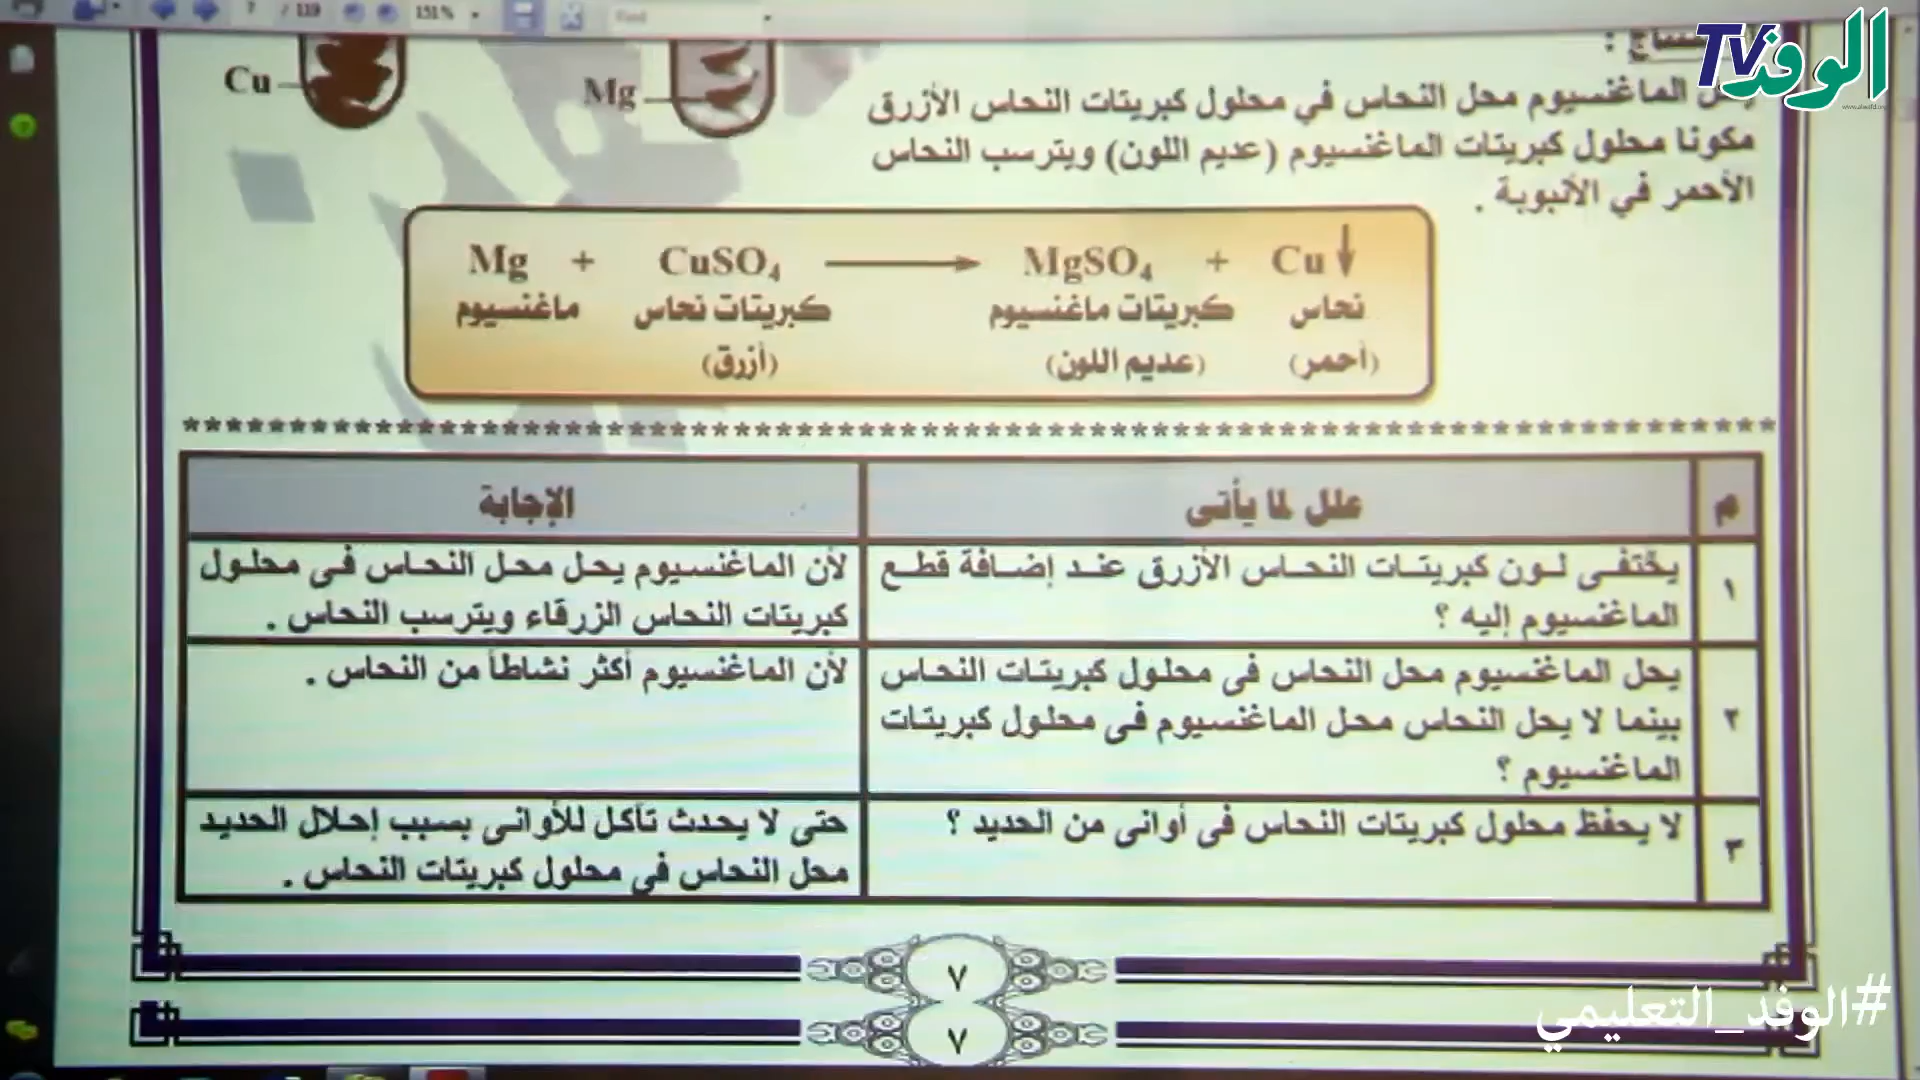 151%
الوفد TV
Cu
Mg
الماغنسيوم محل النحاس في محلول كبريتات النحاس الأزرق
مكونا محلول كبريتات الماغنسيوم (عديم اللون) ويترسب النحاس
الأحمر في الأنبوبة .
Mg + CuSO₄ ⟶ MgSO₄ + Cu↓
ماغنسيوم كبريتات نحاس كبريتات ماغنسيوم نحاس
(أزرق) (عديم اللون) (أحمر)
م علل لما يأتى الإجابة
١ يختفى لون كبريتات النحاس الأزرق عند إضافة قطع
الماغنسيوم إليه ؟
لأن الماغنسيوم يحل محل النحاس فى محلول
كبريتات النحاس الزرقاء ويترسب النحاس .
٢ يحل الماغنسيوم محل النحاس فى محلول كبريتات النحاس
بينما لا يحل النحاس محل الماغنسيوم فى محلول كبريتات
الماغنسيوم ؟
لأن الماغنسيوم أكثر نشاطاً من النحاس .
٣ لا يحفظ محلول كبريتات النحاس فى أوانى من الحديد ؟
حتى لا يحدث تآكل للأوانى بسبب إحلال الحديد
محل النحاس في محلول كبريتات النحاس .
٧
٧
#الوفد_التعليمي